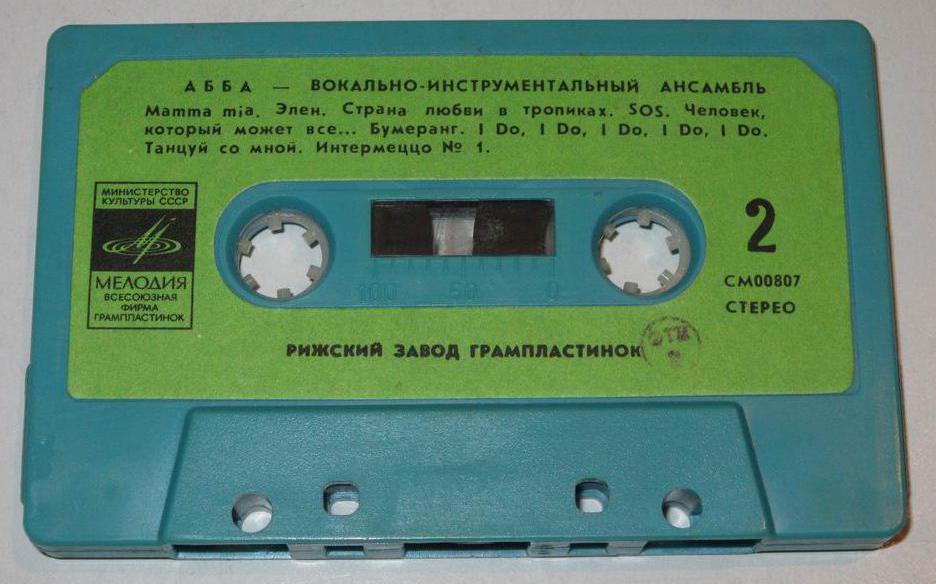 АББА — ВОКАЛЬНО-ИНСТРУМЕНТАЛЬНЫЙ АНСАМБЛЬ
Mamma mia. Элен. Страна любви в тропиках. SOS. Человек,
который может все... Бумеранг. I Do, I Do, I Do, I Do, I Do.
Танцуй со мной. Интермеццо № 1.
МИНИСТЕРСТВО
КУЛЬТУРЫ СССР
МЕЛОДИЯ
ВСЕСОЮЗНАЯ
ФИРМА
ГРАМПЛАСТИНОК
2
СМ00807
СТЕРЕО
100 50 0
РИЖСКИЙ ЗАВОД ГРАМПЛАСТИНОК